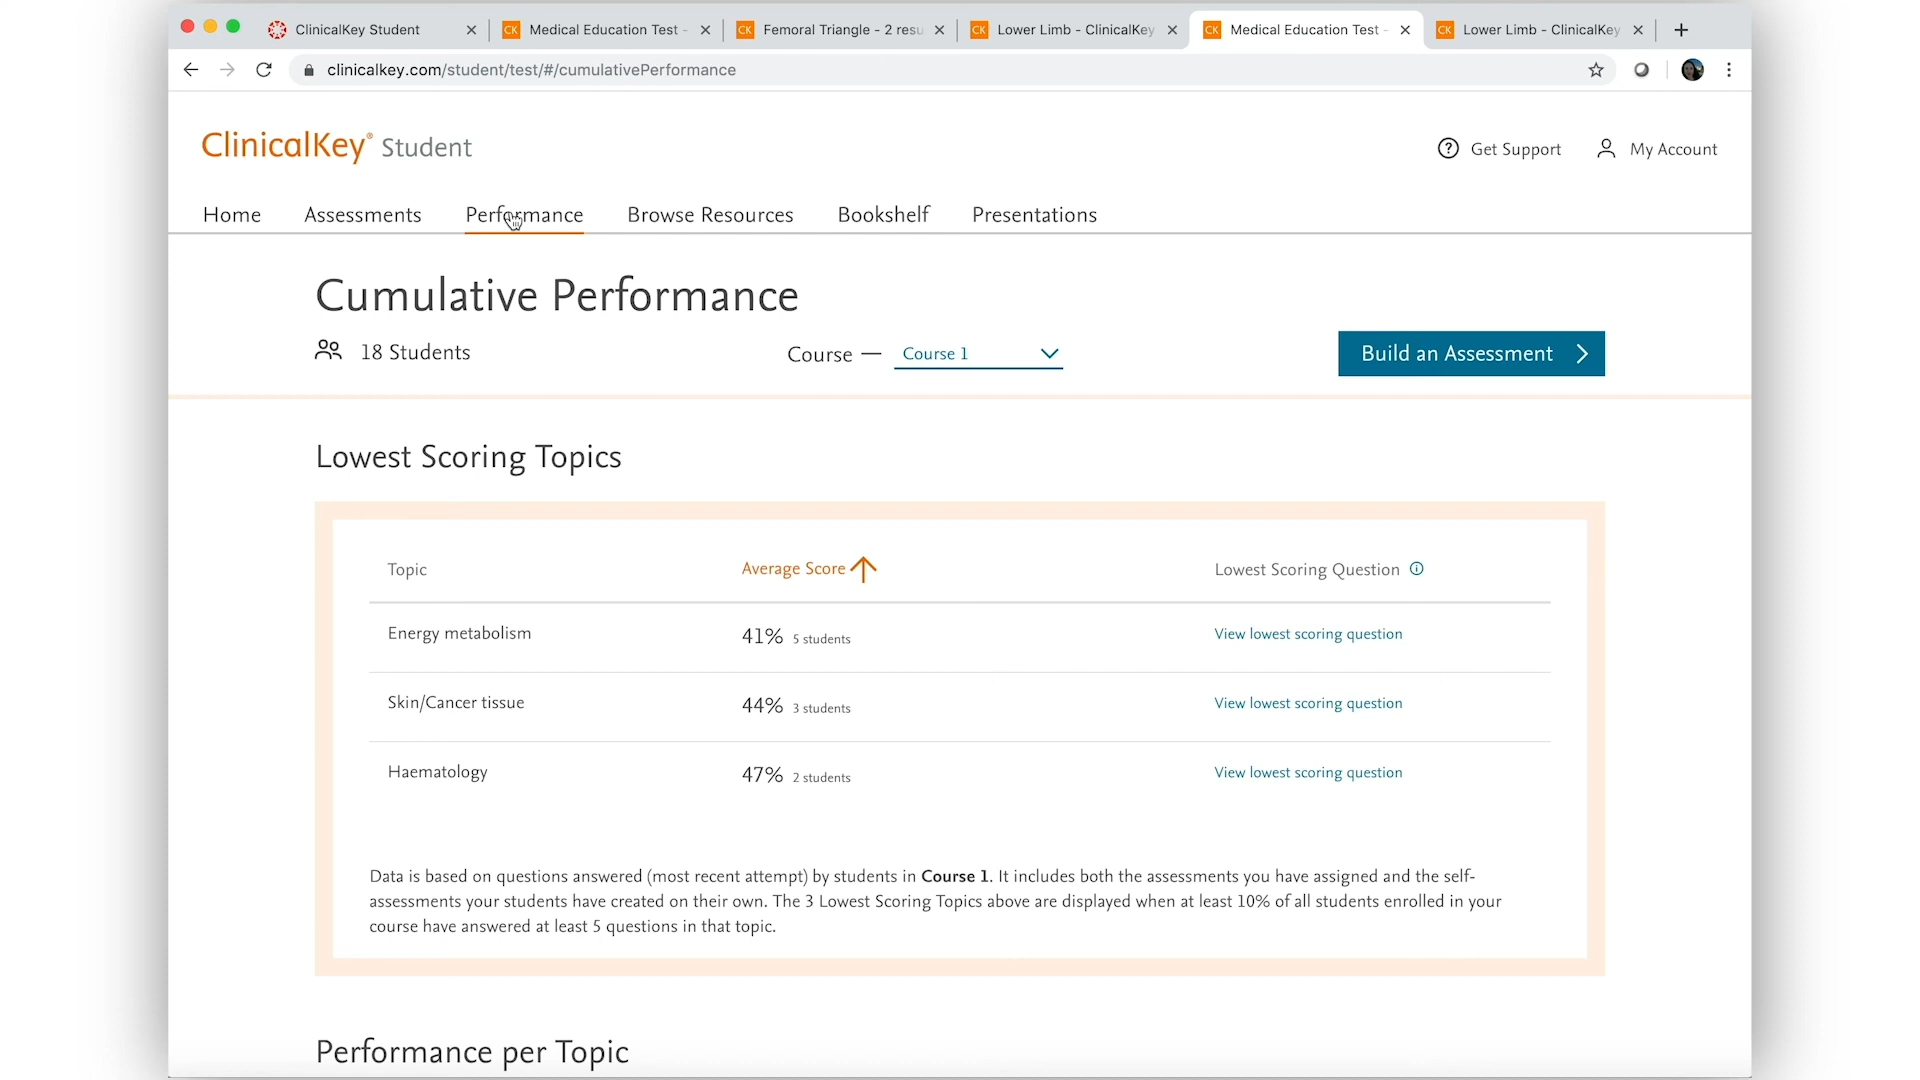 ClinicalKey Student
Medical Education Test -
Femoral Triangle - 2 resu
Lower Limb - ClinicalKey
Medical Education Test -
Lower Limb - ClinicalKey
clinicalkey.com/student/test/#/cumulativePerformance
ClinicalKey® Student
Get Support
My Account
Home
Assessments
Performance
Browse Resources
Bookshelf
Presentations
Cumulative Performance
18 Students
Course — Course 1
Build an Assessment
Lowest Scoring Topics
Topic
Average Score
Lowest Scoring Question
Energy metabolism
41% 5 students
View lowest scoring question
Skin/Cancer tissue
44% 3 students
View lowest scoring question
Haematology
47% 2 students
View lowest scoring question
Data is based on questions answered (most recent attempt) by students in Course 1. It includes both the assessments you have assigned and the self-
assessments your students have created on their own. The 3 Lowest Scoring Topics above are displayed when at least 10% of all students enrolled in your
course have answered at least 5 questions in that topic.
Performance per Topic